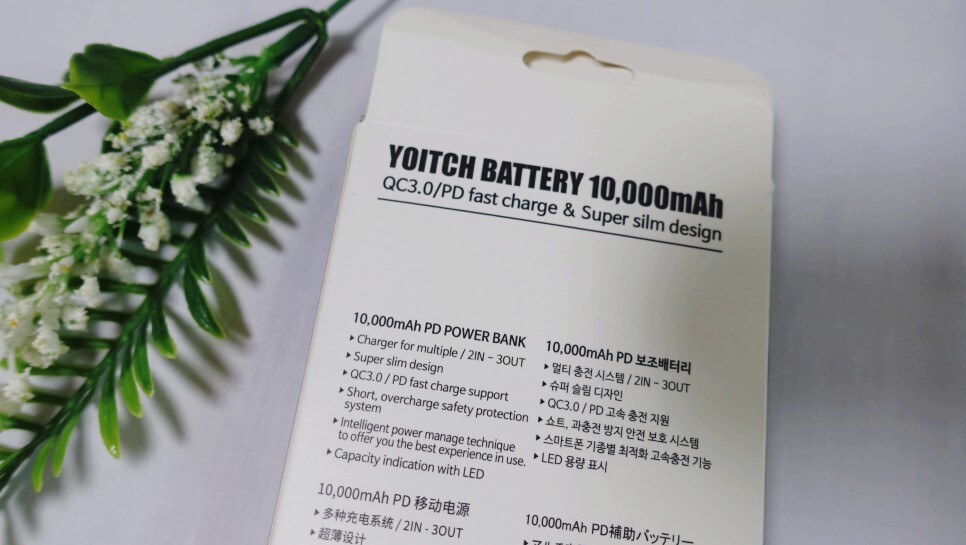 YOITCH BATTERY 10,000mAh
QC3.0/PD fast charge & Super silm design
10,000mAh PD POWER BANK
Charger for multiple / 2IN – 3OUT
Super slim design
QC3.0 / PD fast charge support
Short, overcharge safety protection
system
Intelligent power manage technique
to offer you the best experience in use.
Capacity indication with LED
10,000mAh PD 보조배터리
멀티 충전 시스템 / 2IN – 3OUT
슈퍼 슬림 디자인
QC3.0 / PD 고속 충전 지원
쇼트, 과충전 방지 안전 보호 시스템
스마트폰 기종별 최적화 고속충전 기능
LED 용량 표시
10,000mAh PD 移动电源
多种充电系统 / 2IN - 3OUT
超薄设计
10,000mAh PD補助バッテリー